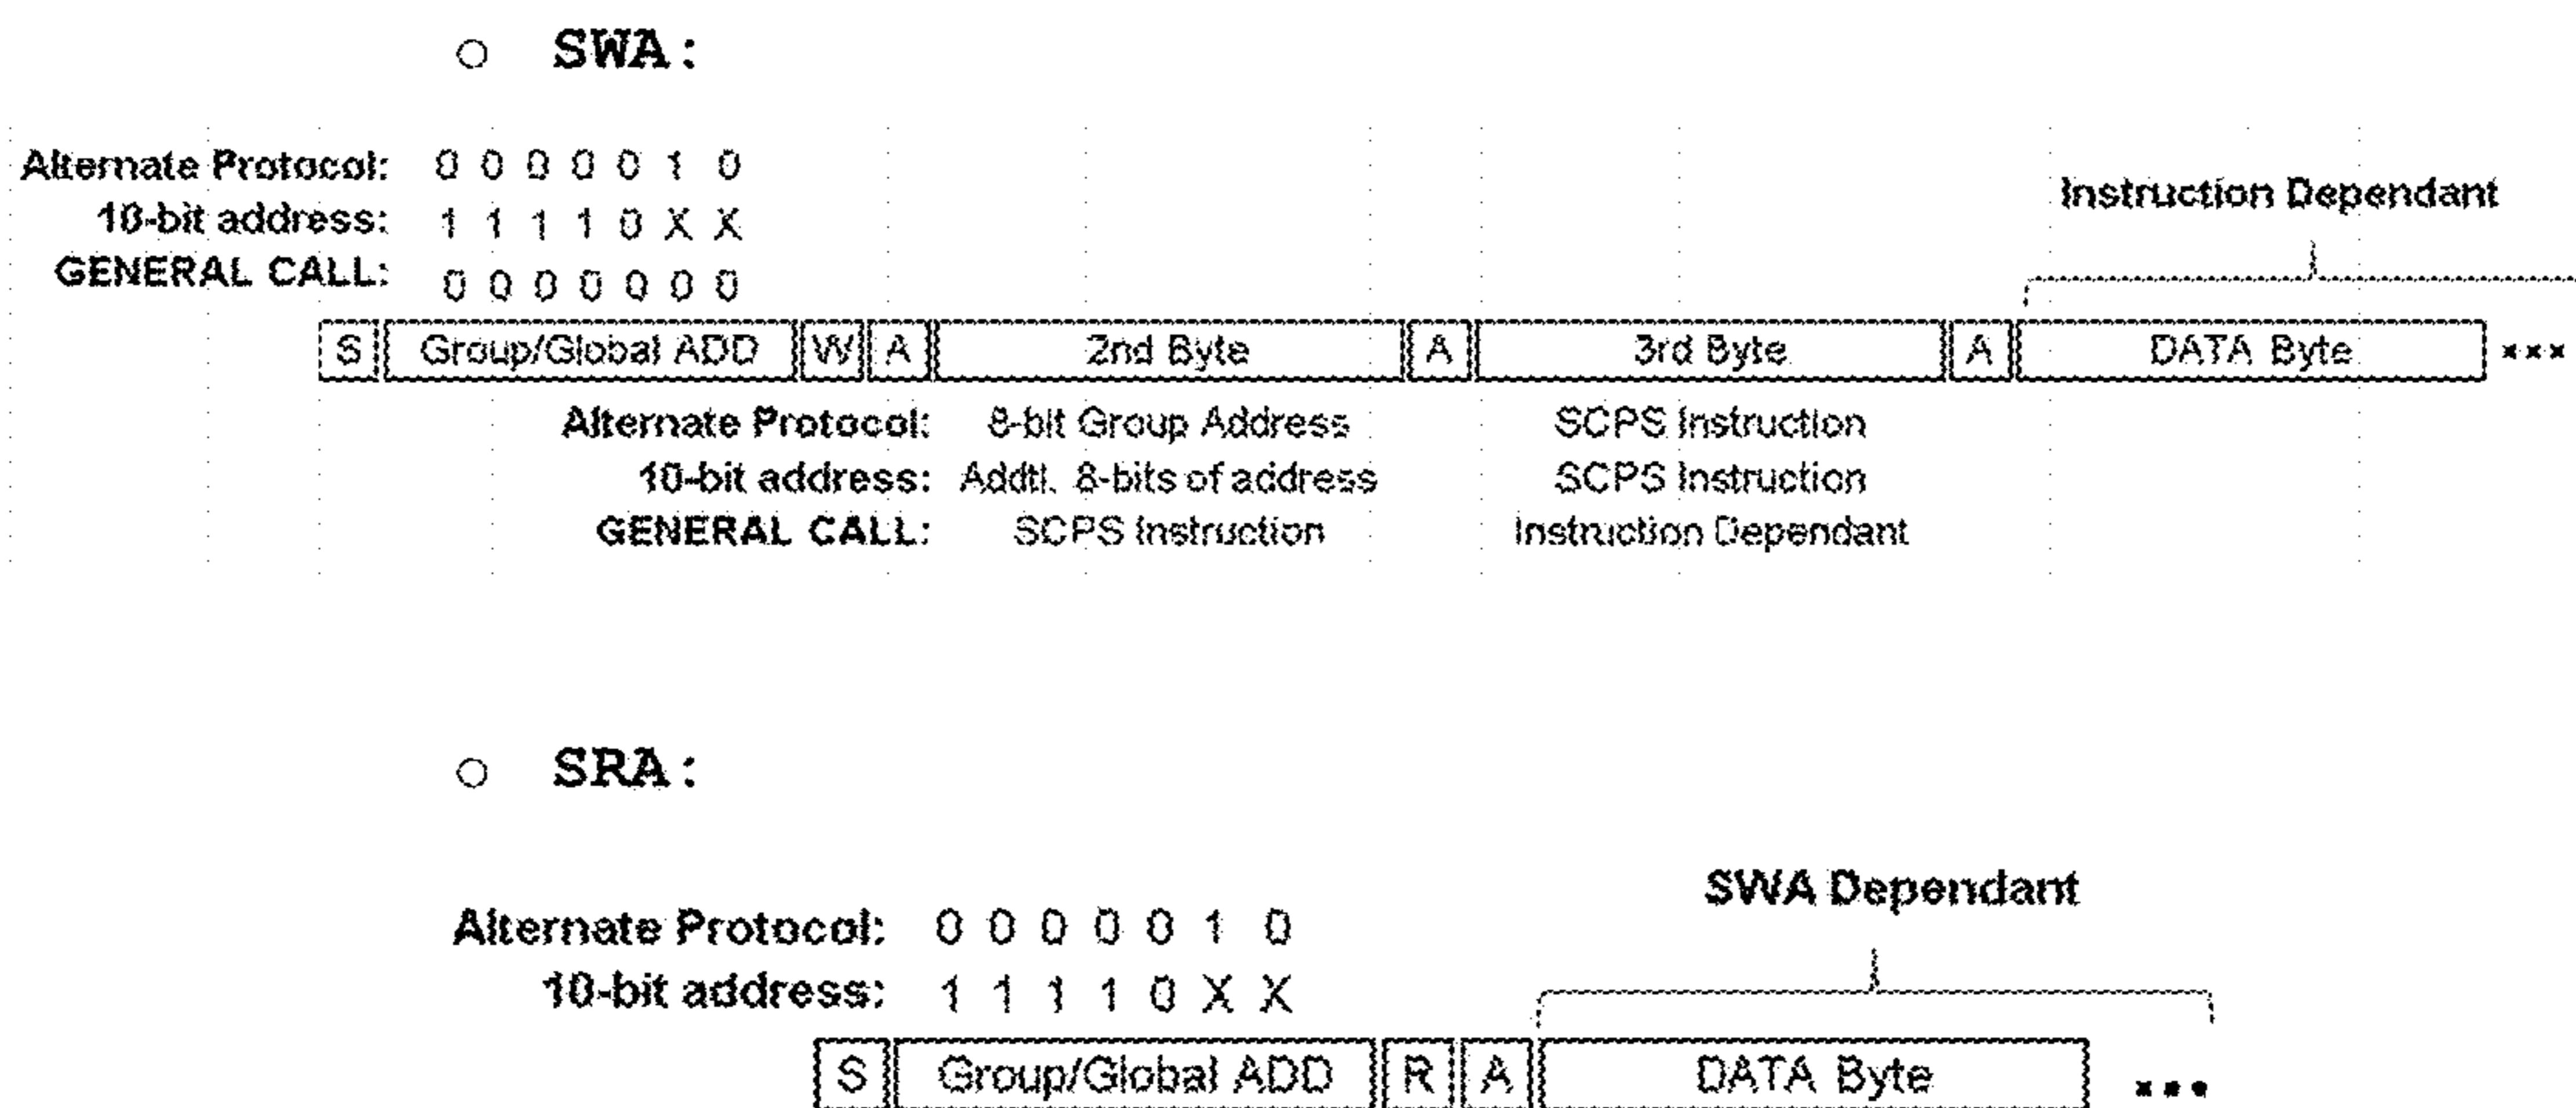 ○ SWA:
Alternate Protocol: 0 0 0 0 0 1 0
10-bit address: 1 1 1 1 0 X X
GENERAL CALL: 0 0 0 0 0 0 0
Instruction Dependant
S Group/Global ADD W A 2nd Byte A 3rd Byte A DATA Byte ...
Alternate Protocol: 8-bit Group Address SCPS Instruction
10-bit address: Addtl. 8-bits of address SCPS Instruction
GENERAL CALL: SCPS Instruction Instruction Dependant
○ SRA:
SWA Dependant
Alternate Protocol: 0 0 0 0 0 1 0
10-bit address: 1 1 1 1 0 X X
S Group/Global ADD R A DATA Byte ...